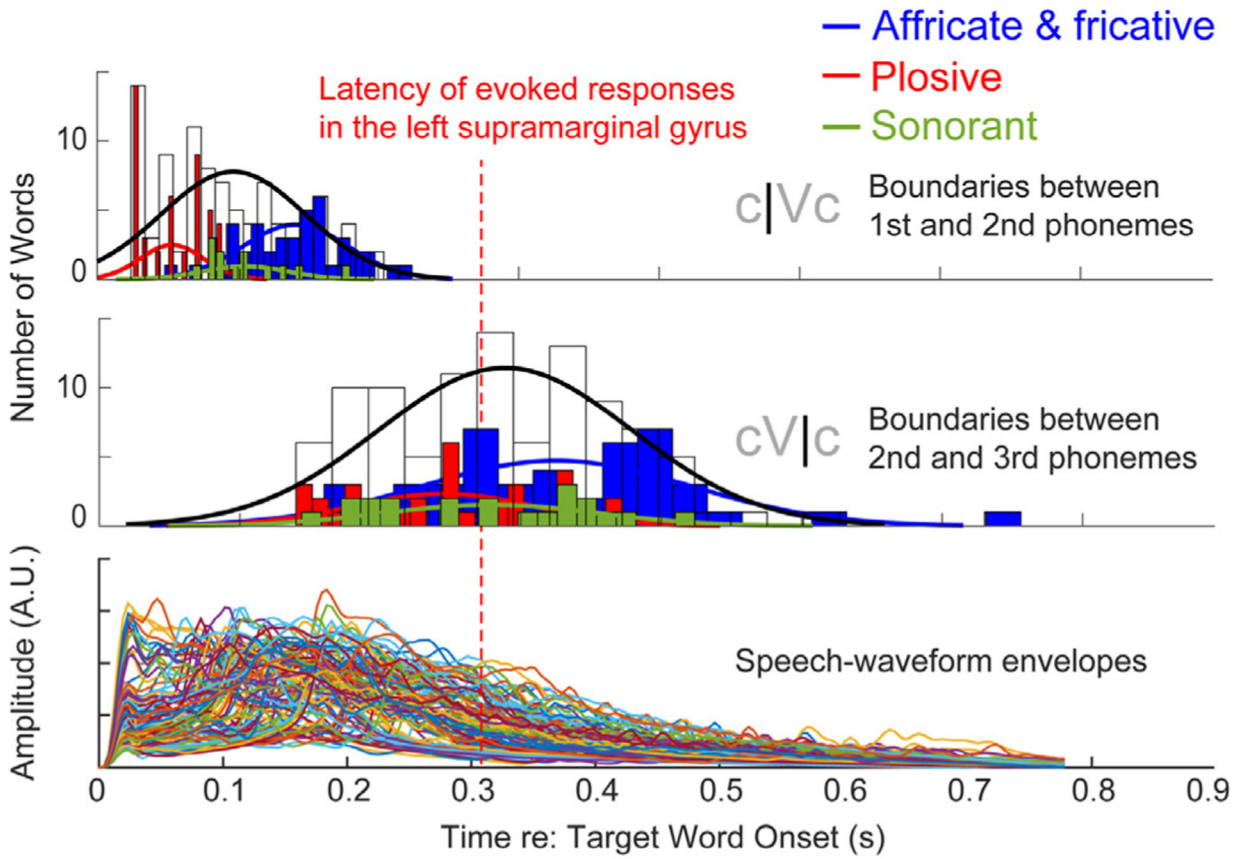 Affricate & fricative
Plosive
Sonorant
Latency of evoked responses
in the left supramarginal gyrus
10
0
c|Vc
Boundaries between
1st and 2nd phonemes
Number of Words
10
0
cV|c
Boundaries between
2nd and 3rd phonemes
Amplitude (A.U.)
Speech-waveform envelopes
0 0.1 0.2 0.3 0.4 0.5 0.6 0.7 0.8 0.9
Time re: Target Word Onset (s)